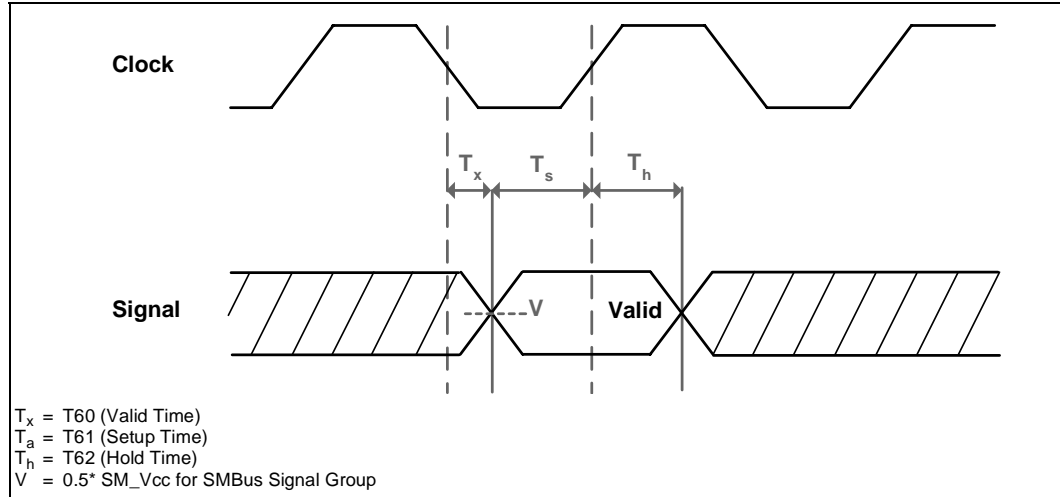 Clock
Tx Ts Th
Signal
V
Valid
Tx = T60 (Valid Time)
Ta = T61 (Setup Time)
Th = T62 (Hold Time)
V = 0.5* SM_Vcc for SMBus Signal Group